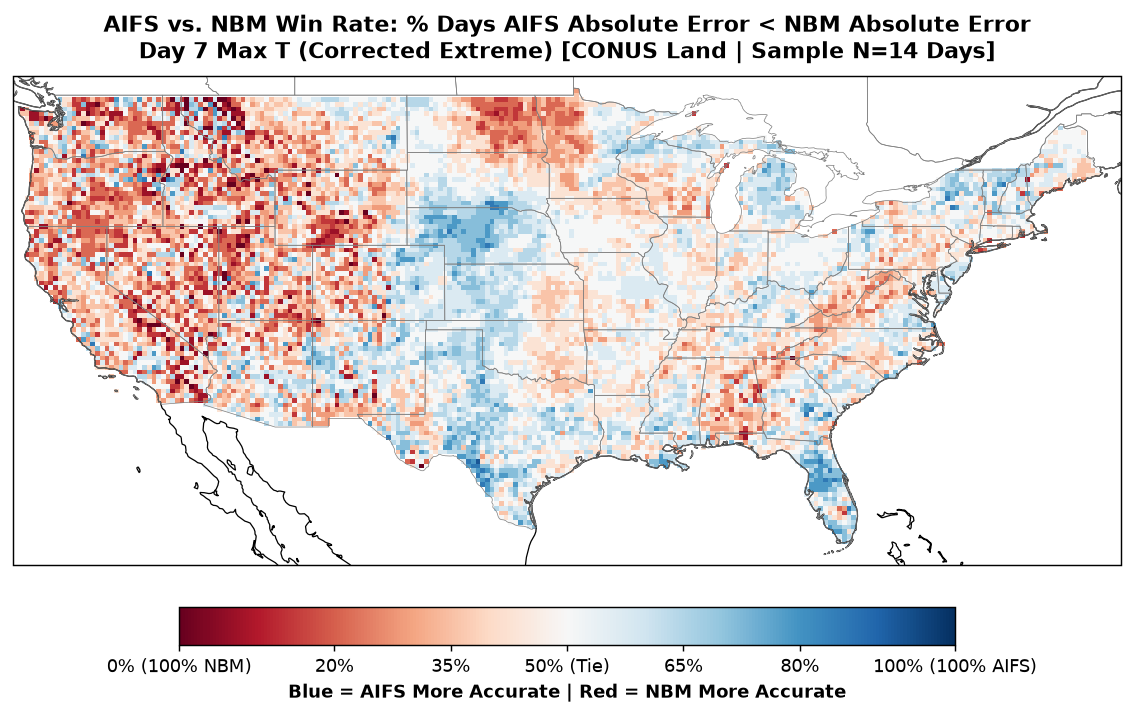 AIFS vs. NBM Win Rate: % Days AIFS Absolute Error < NBM Absolute Error
Day 7 Max T (Corrected Extreme) [CONUS Land | Sample N=14 Days]
0% (100% NBM) 20% 35% 50% (Tie) 65% 80% 100% (100% AIFS)
Blue = AIFS More Accurate | Red = NBM More Accurate